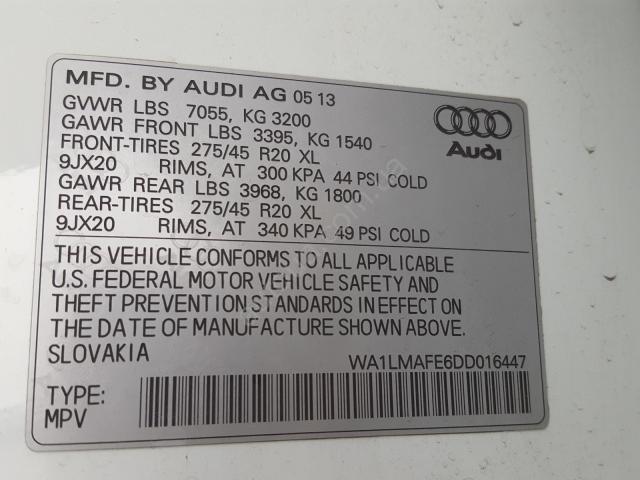 MFD. BY AUDI AG 05 13
GVWR LBS 7055, KG 3200
GAWR FRONT LBS 3395, KG 1540
FRONT-TIRES 275/45 R20 XL
9JX20 RIMS, AT 300 KPA 44 PSI COLD
GAWR REAR LBS 3968, KG 1800
REAR-TIRES 275/45 R20 XL
9JX20 RIMS, AT 340 KPA 49 PSI COLD
Audi
THIS VEHICLE CONFORMS TO ALL APPLICABLE
U.S. FEDERAL MOTOR VEHICLE SAFETY AND
THEFT PREVENTION STANDARDS IN EFFECT ON
THE DATE OF MANUFACTURE SHOWN ABOVE.
SLOVAKIA
WA1LMAFE6DD016447
TYPE:
MPV